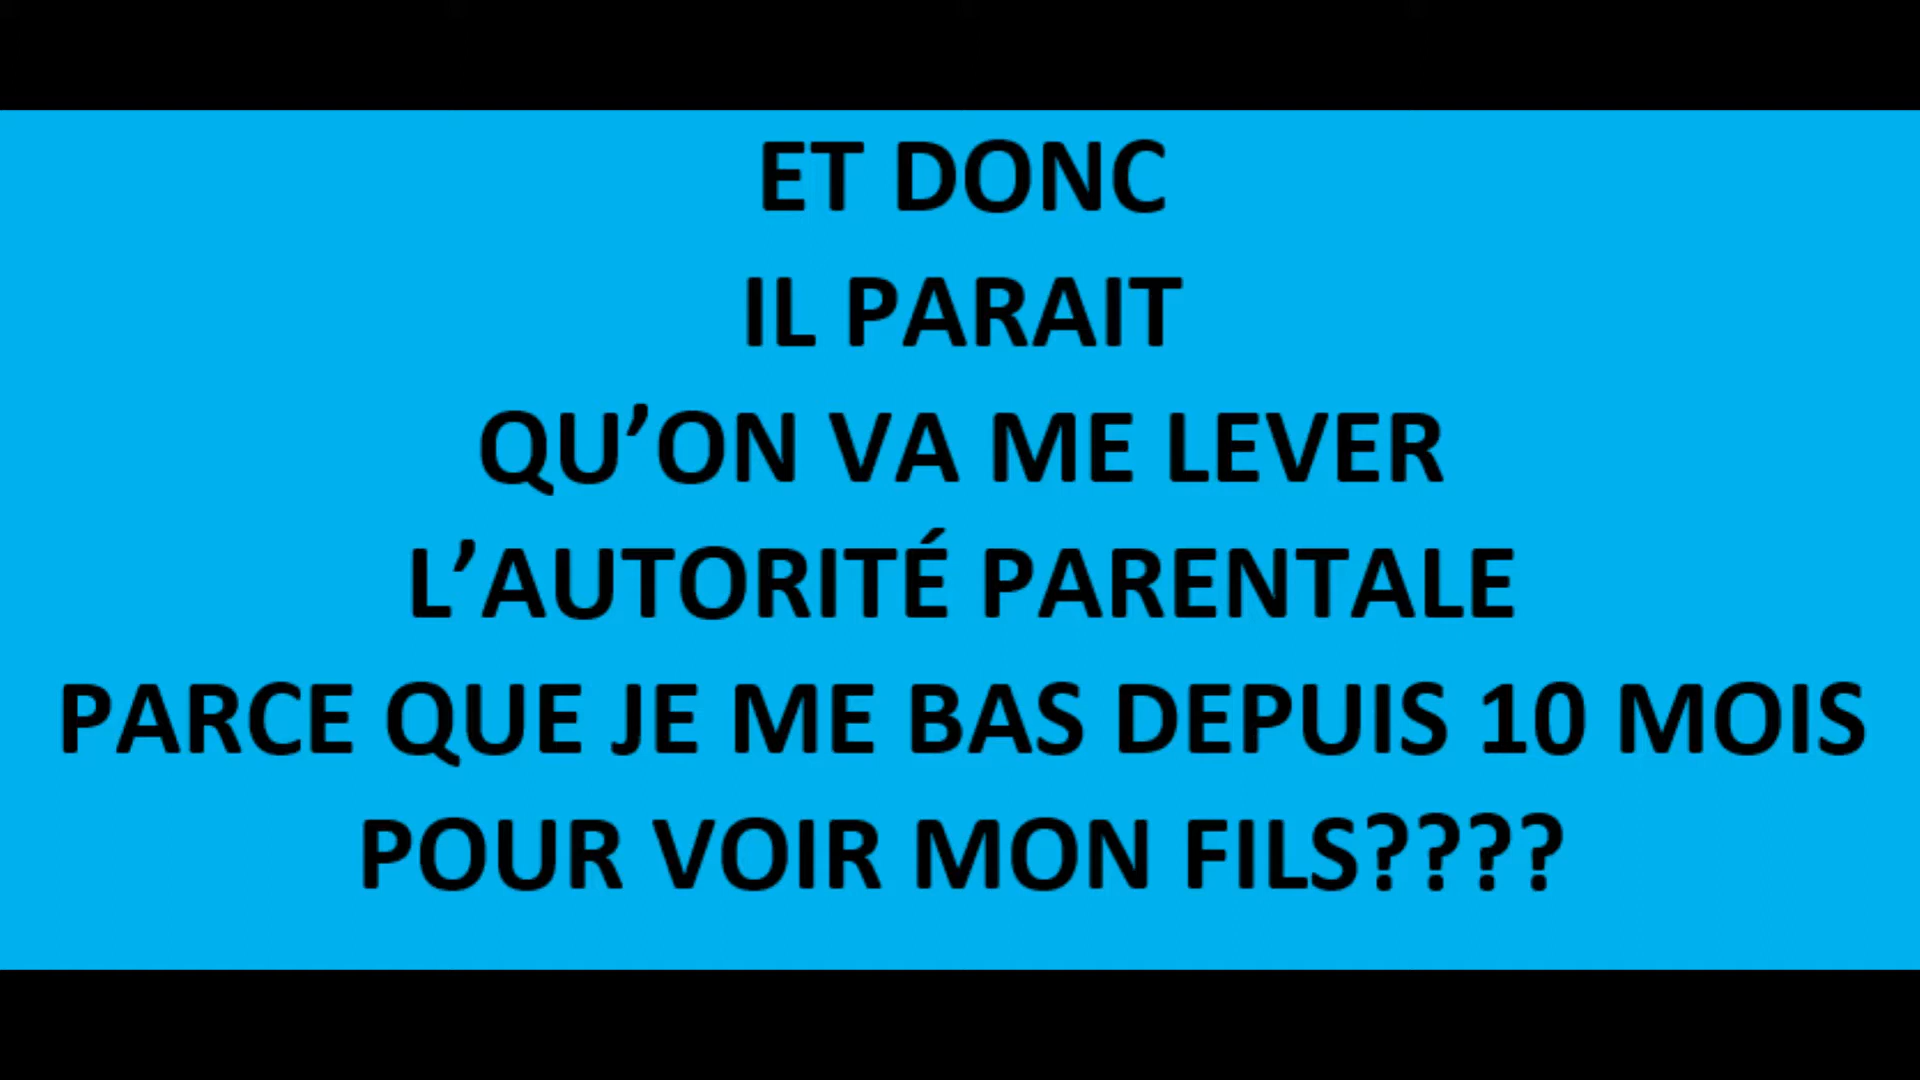 ET DONC
IL PARAIT
QU’ON VA ME LEVER
L’AUTORITÉ PARENTALE
PARCE QUE JE ME BAS DEPUIS 10 MOIS
POUR VOIR MON FILS????